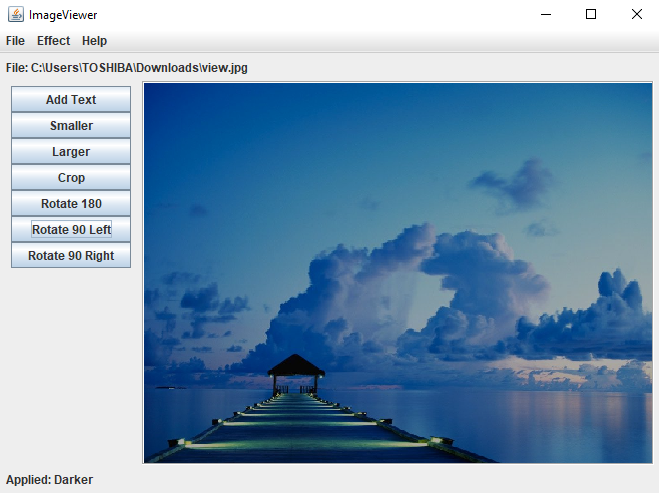 ImageViewer
File Effect Help
File: C:\Users\TOSHIBA\Downloads\view.jpg
Add Text
Smaller
Larger
Crop
Rotate 180
Rotate 90 Left
Rotate 90 Right
Applied: Darker